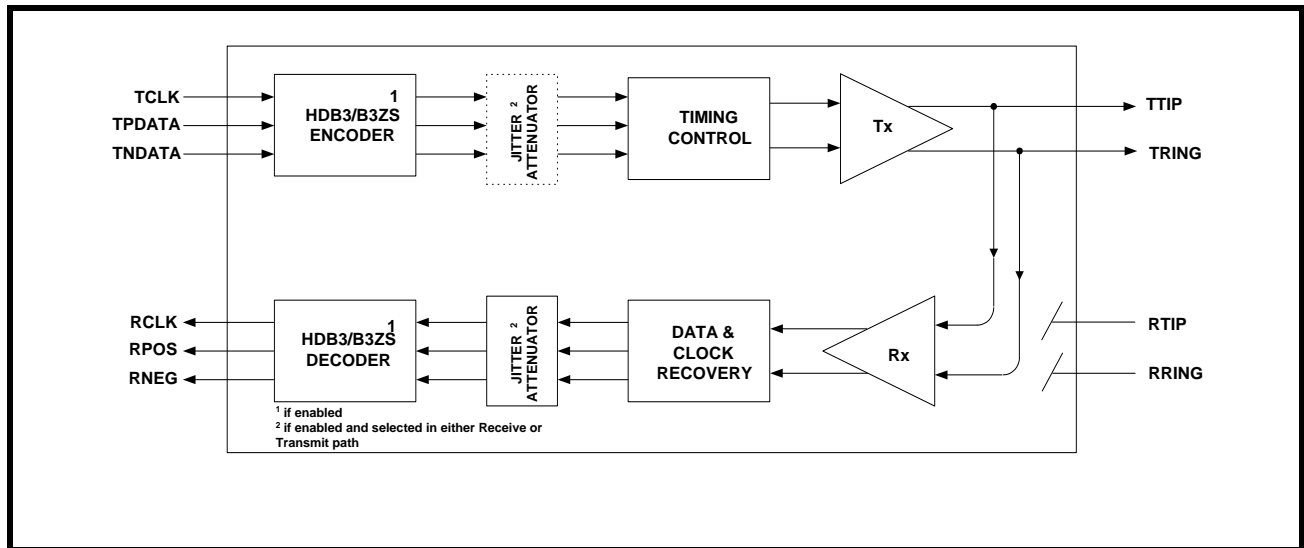 TCLK
TPDATA
TNDATA
1
HDB3/B3ZS
ENCODER
JITTER 2
ATTENUATOR
TIMING
CONTROL
Tx
TTIP
TRING
RCLK
RPOS
RNEG
1
HDB3/B3ZS
DECODER
JITTER 2
ATTENUATOR
DATA &
CLOCK
RECOVERY
Rx
RTIP
RRING
1 if enabled
2 if enabled and selected in either Receive or
Transmit path